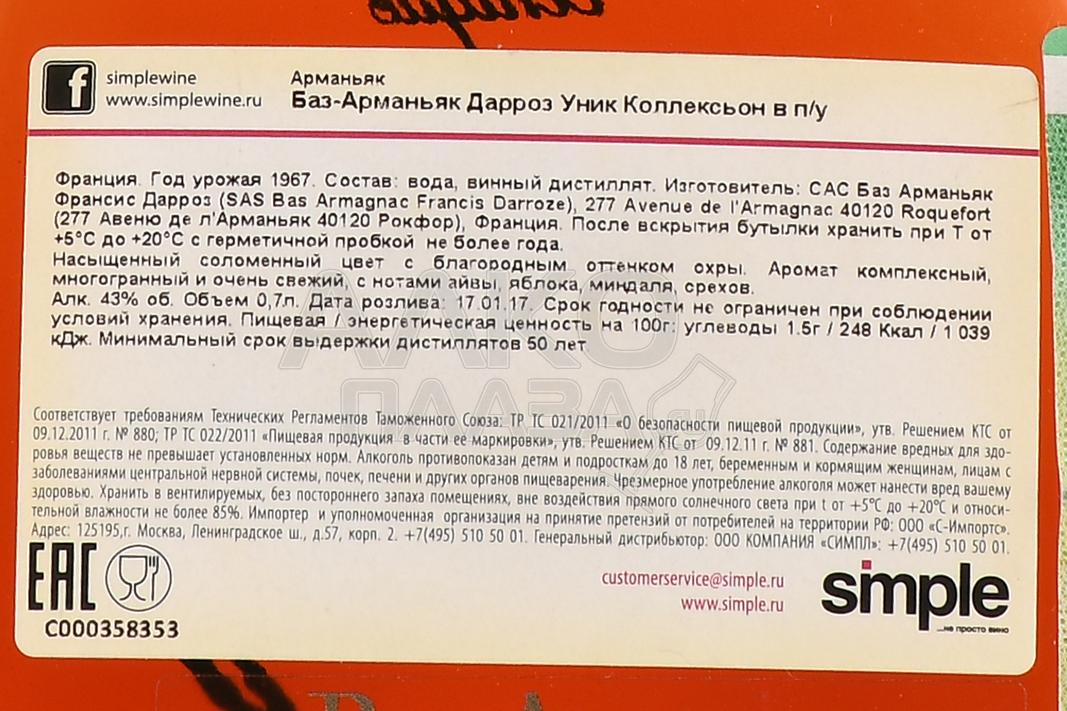 simplewine
www.simplewine.ru
Арманьяк
Баз-Арманьяк Дарроз Уник Коллексьон в п/у
Франция. Год урожая 1967. Состав: вода, винный дистиллят. Изготовитель: САС Баз Арманьяк
Франсис Дарроз (SAS Bas Armagnac Francis Darroze), 277 Avenue de l'Armagnac 40120 Roquefort
(277 Авеню де л'Арманьяк 40120 Рокфор), Франция. После вскрытия бутылки хранить при Т от
+5°С до +20°С с герметичной пробкой не более года.
Насыщенный соломенный цвет с благородным оттенком охры. Аромат комплексный,
многогранный и очень свежий, с нотами айвы, яблока, миндаля, орехов.
Алк. 43% об. Объем 0,7л. Дата розлива: 17.01.17. Срок годности не ограничен при соблюдении
условий хранения. Пищевая / энергетическая ценность на 100г: углеводы 1.5г / 248 Ккал / 1 039
кДж. Минимальный срок выдержки дистиллятов 50 лет
АЛКО
ПЛАЗА
.ru
Соответствует требованиям Технических Регламентов Таможенного Союза: ТР ТС 021/2011 «О безопасности пищевой продукции», утв. Решением КТС от
09.12.2011 г. № 880; ТР ТС 022/2011 «Пищевая продукция в части ее маркировки», утв. Решением КТС от 09.12.11 г. № 881. Содержание вредных для здо-
ровья веществ не превышает установленных норм. Алкоголь противопоказан детям и подросткам до 18 лет, беременным и кормящим женщинам, лицам с
заболеваниями центральной нервной системы, почек, печени и других органов пищеварения. Чрезмерное употребление алкоголя может нанести вред вашему
здоровью. Хранить в вентилируемых, без постороннего запаха помещениях, вне воздействия прямого солнечного света при t от +5°С до +20°С и относи-
тельной влажности не более 85%. Импортер и уполномоченная организация на принятие претензий от потребителей на территории РФ: ООО «С-Импортс».
Адрес: 125195,г. Москва, Ленинградское ш., д.57, корп. 2. +7(495) 510 50 01. Генеральный дистрибьютор: ООО КОМПАНИЯ «СИМПЛ»: +7(495) 510 50 01.
EAC
C000358353
customerservice@simple.ru
www.simple.ru
simple
...не просто вино